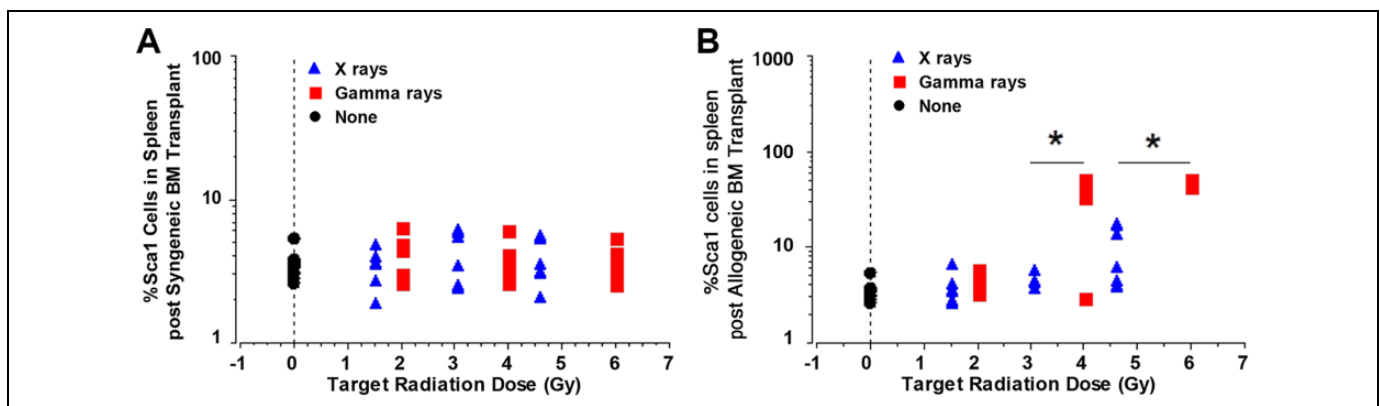 A
%Sca1 Cells in Spleen
post Syngeneic BM Transplant
100
10
1
X rays
Gamma rays
None
-1 0 1 2 3 4 5 6 7
Target Radiation Dose (Gy)
B
%Sca1 cells in spleen
post Allogeneic BM Transplant
1000
100
10
1
X rays
Gamma rays
None
* *
-1 0 1 2 3 4 5 6 7
Target Radiation Dose (Gy)